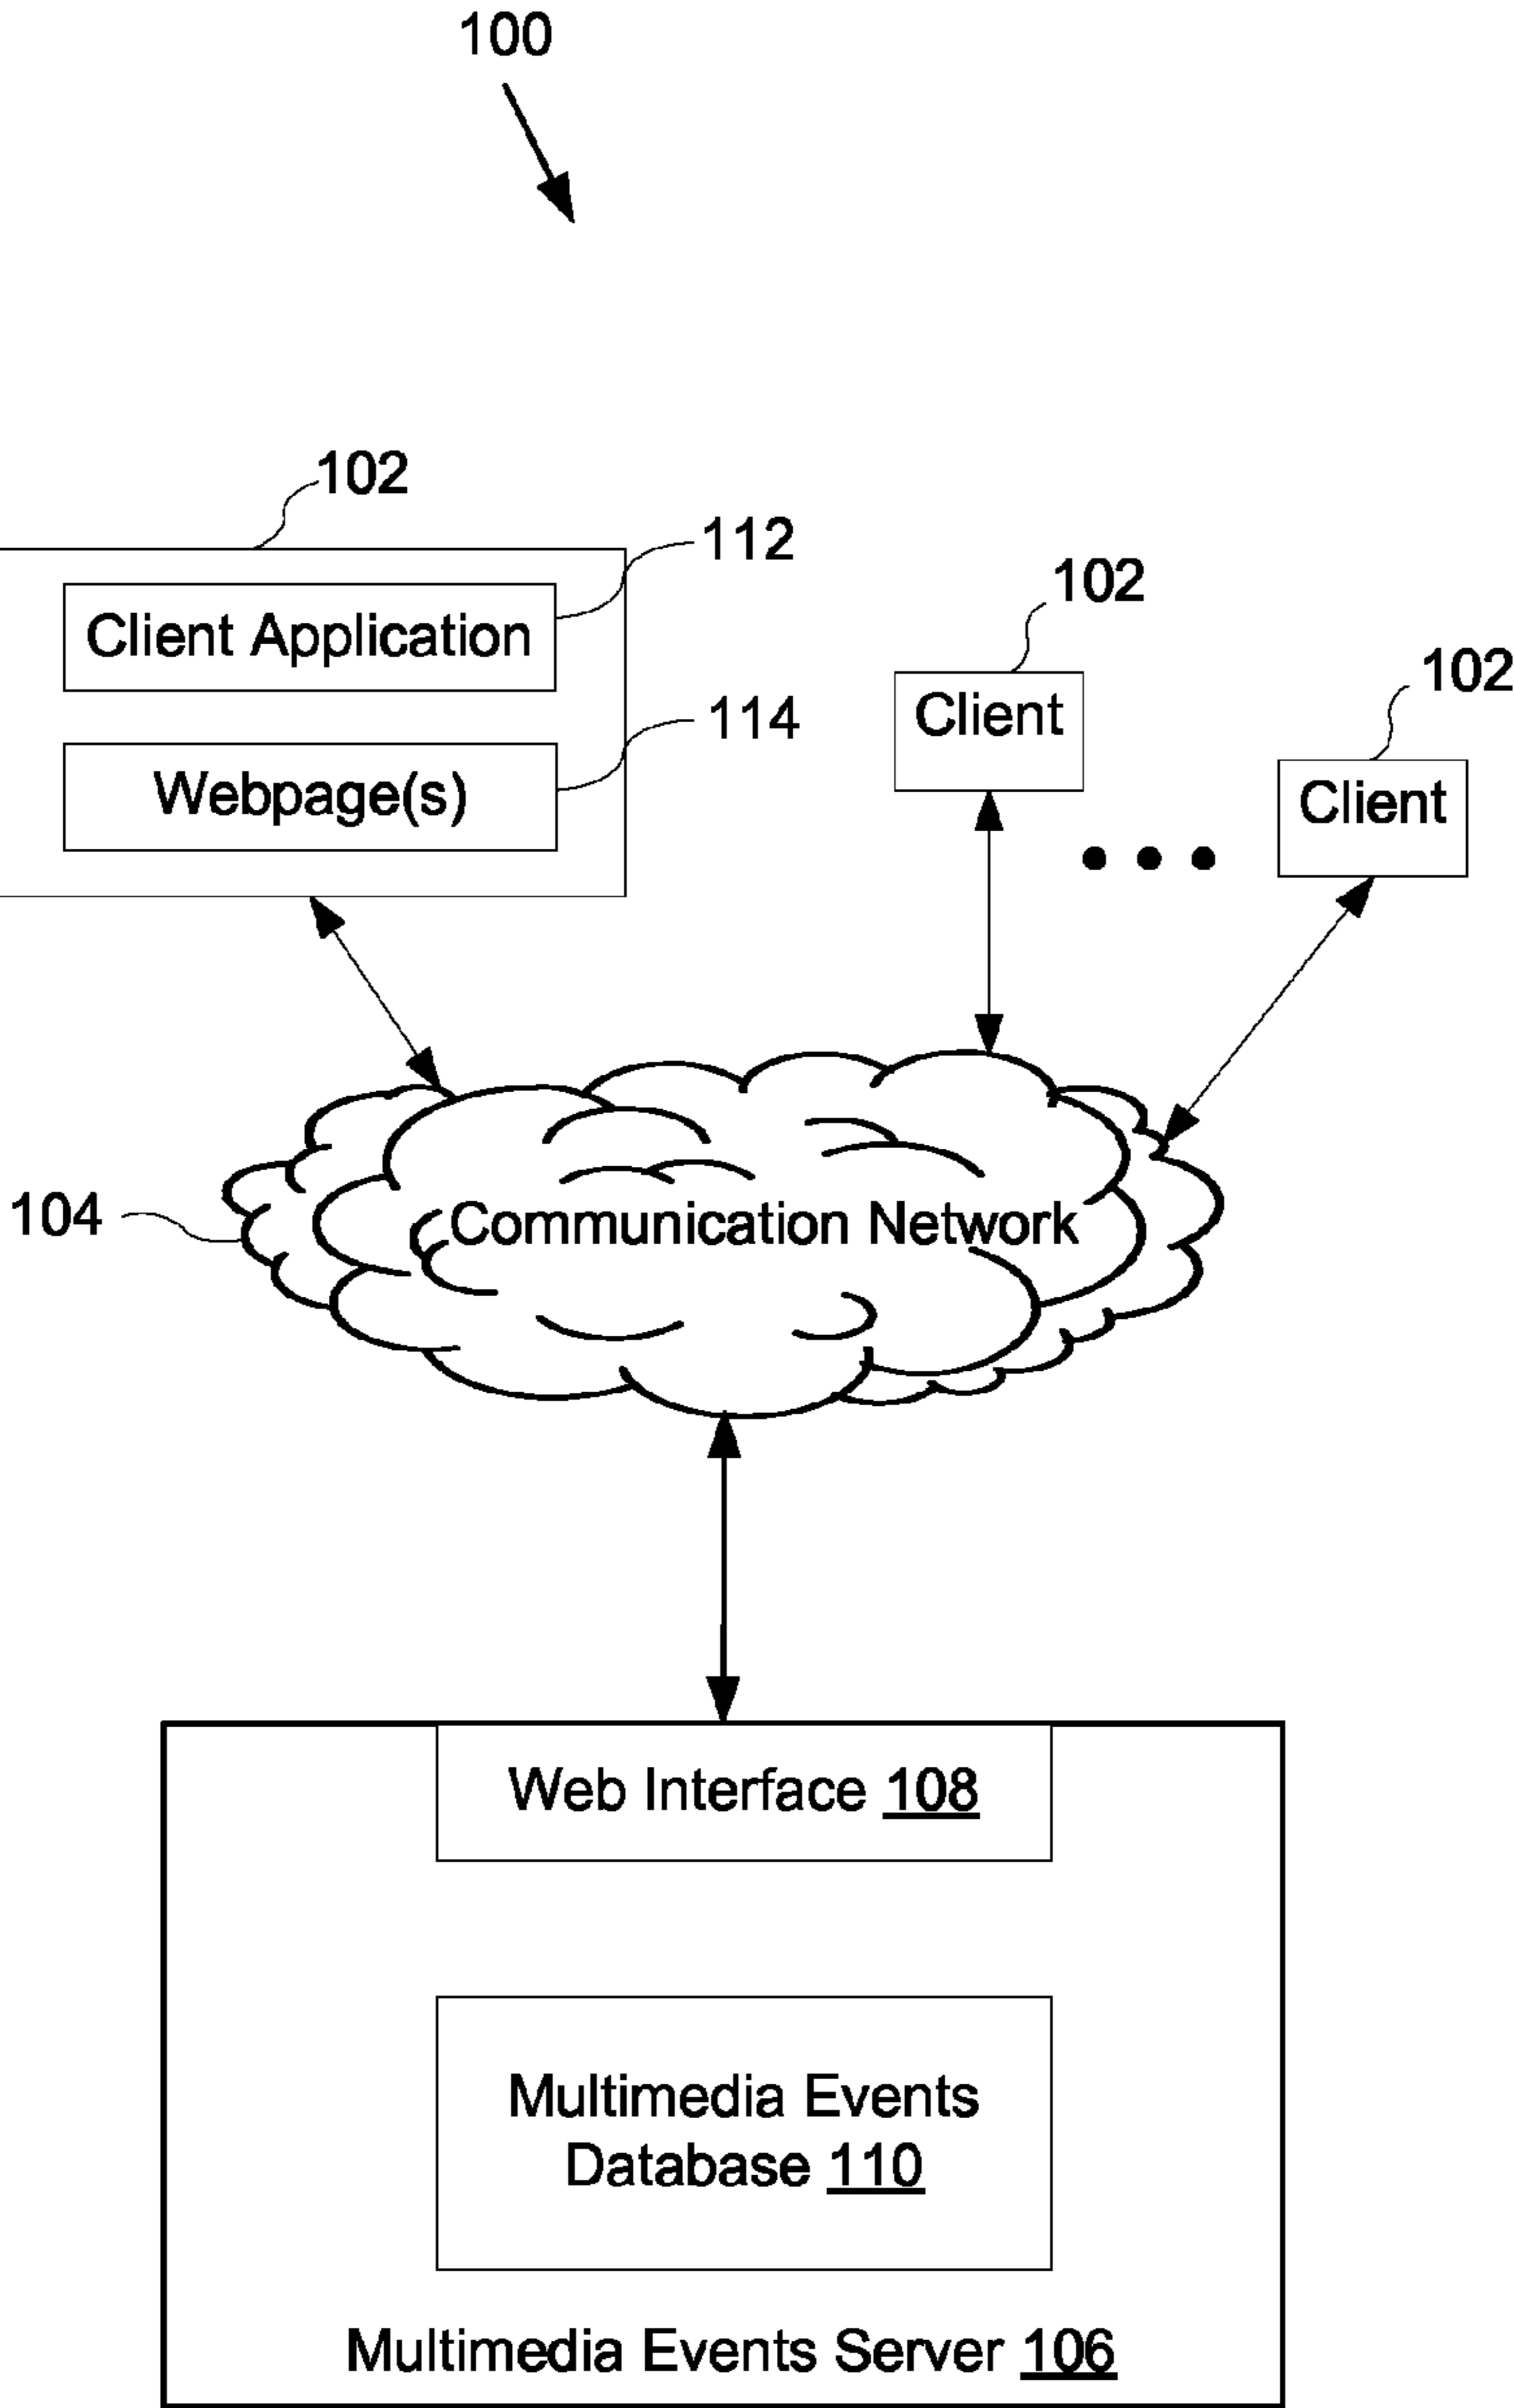 100
102
112
Client Application
114
Webpage(s)
102
Client
102
Client
104
Communication Network
Web Interface 108
Multimedia Events
Database 110
Multimedia Events Server 106